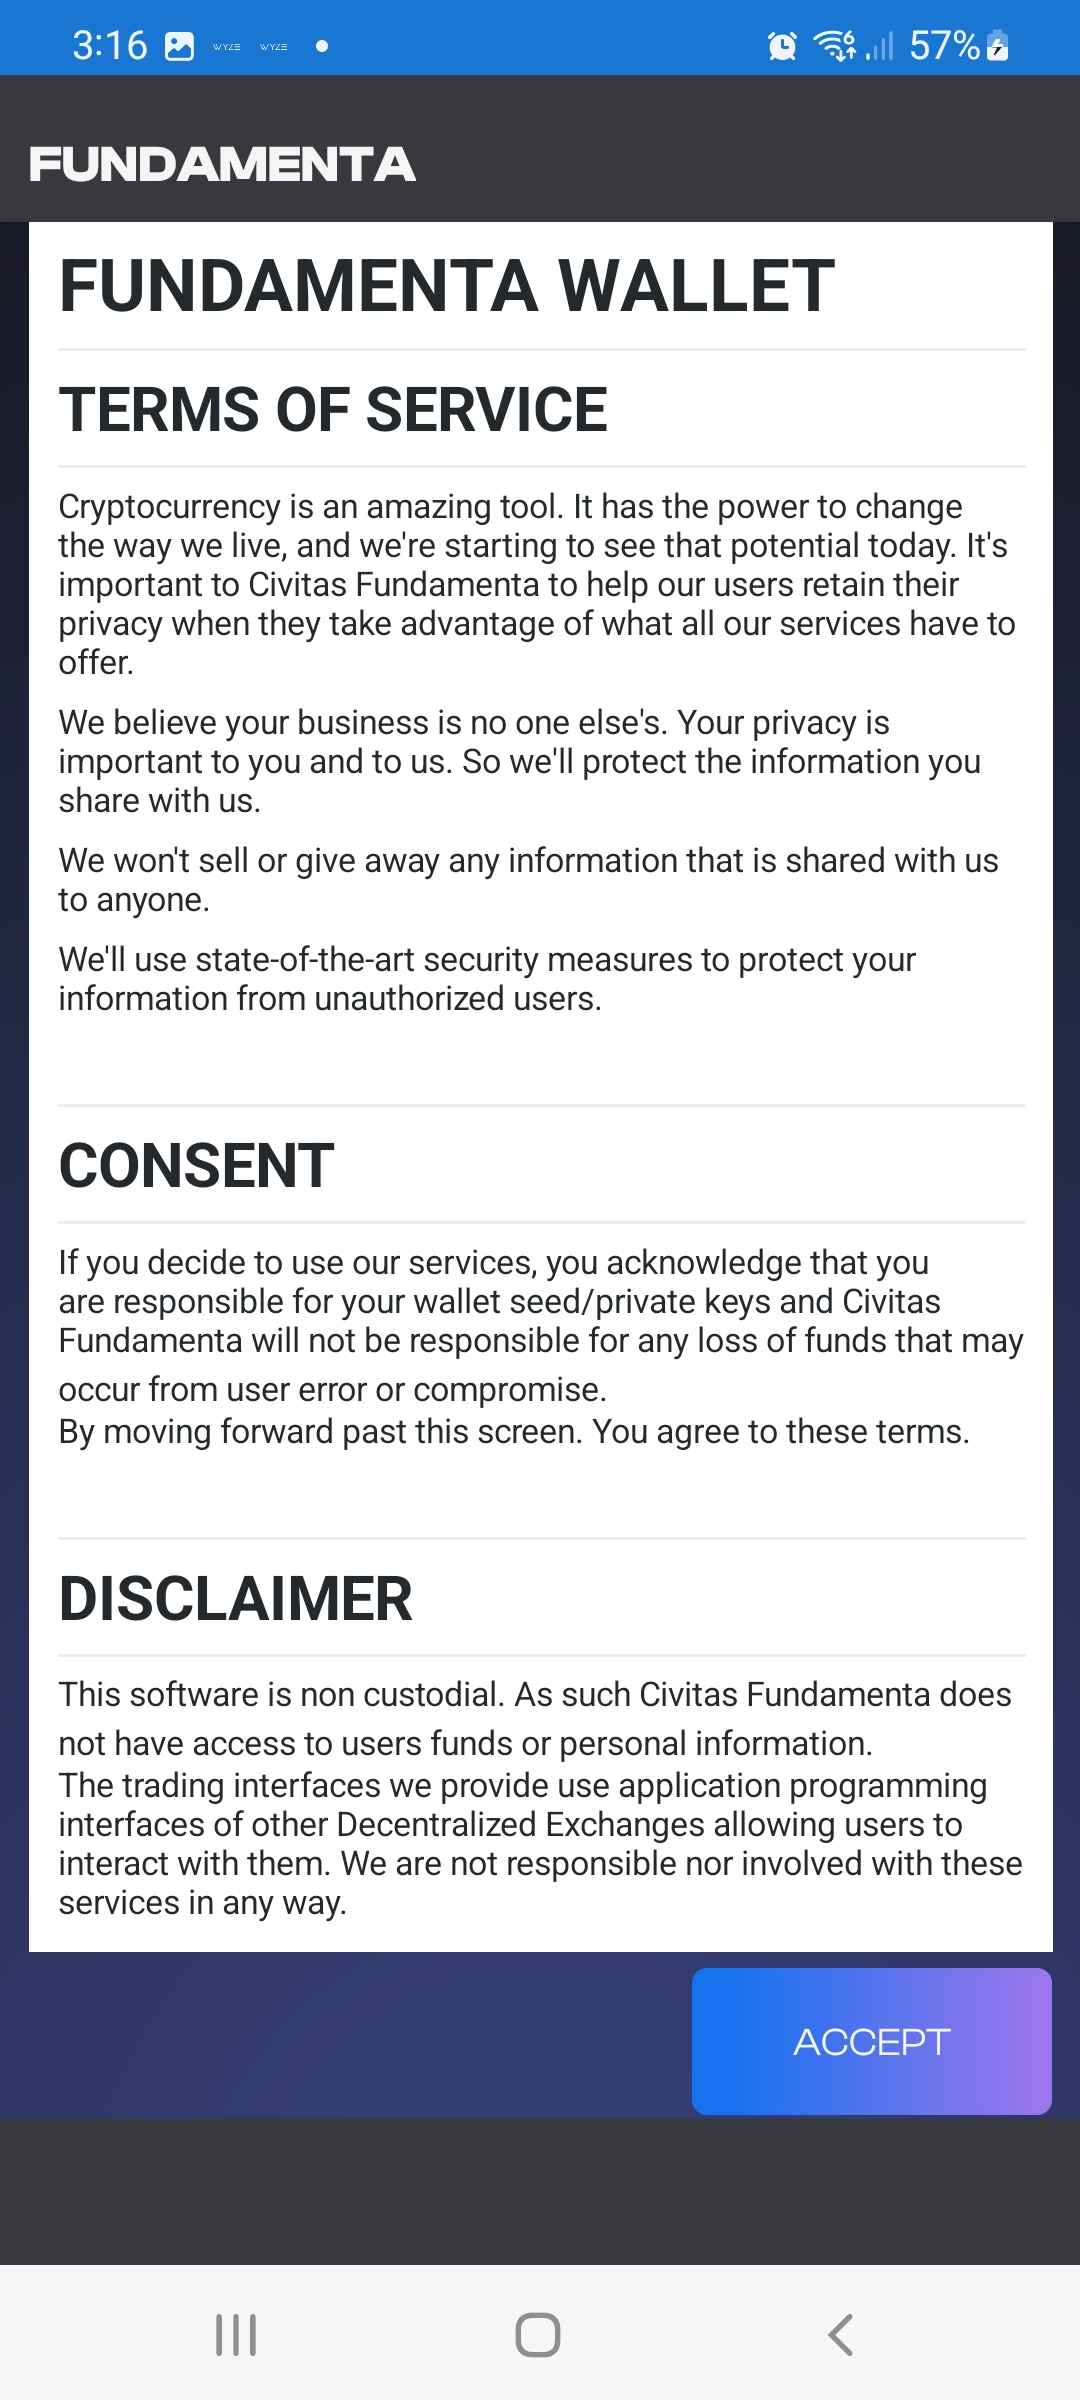 3:16 WYZE WYZE 6 57%
FUNDAMENTA
FUNDAMENTA WALLET
TERMS OF SERVICE
Cryptocurrency is an amazing tool. It has the power to change
the way we live, and we're starting to see that potential today. It's
important to Civitas Fundamenta to help our users retain their
privacy when they take advantage of what all our services have to
offer.
We believe your business is no one else's. Your privacy is
important to you and to us. So we'll protect the information you
share with us.
We won't sell or give away any information that is shared with us
to anyone.
We'll use state-of-the-art security measures to protect your
information from unauthorized users.
CONSENT
If you decide to use our services, you acknowledge that you
are responsible for your wallet seed/private keys and Civitas
Fundamenta will not be responsible for any loss of funds that may
occur from user error or compromise.
By moving forward past this screen. You agree to these terms.
DISCLAIMER
This software is non custodial. As such Civitas Fundamenta does
not have access to users funds or personal information.
The trading interfaces we provide use application programming
interfaces of other Decentralized Exchanges allowing users to
interact with them. We are not responsible nor involved with these
services in any way.
ACCEPT